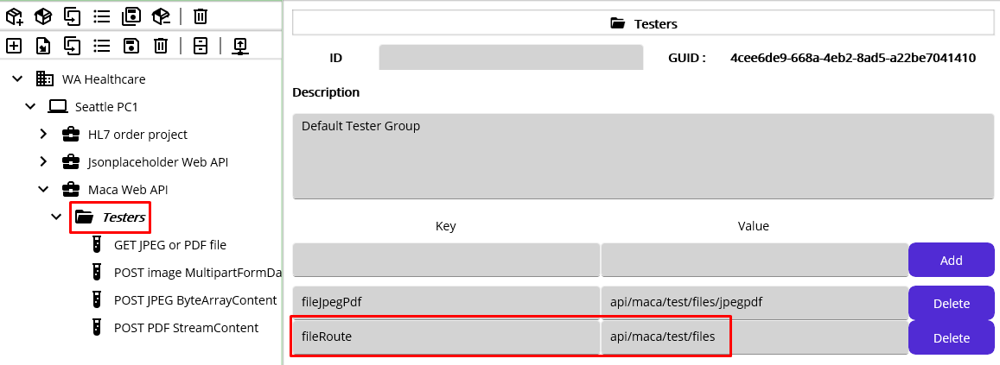 WA Healthcare
Seattle PC1
HL7 order project
Jsonplaceholder Web API
Maca Web API
Testers
GET JPEG or PDF file
POST image MultipartFormDa
POST JPEG ByteArrayContent
POST PDF StreamContent
Testers
ID GUID : 4cee6de9-668a-4eb2-8ad5-a22be7041410
Description
Default Tester Group
Key Value
Add
fileJpegPdf api/maca/test/files/jpegpdf Delete
fileRoute api/maca/test/files Delete